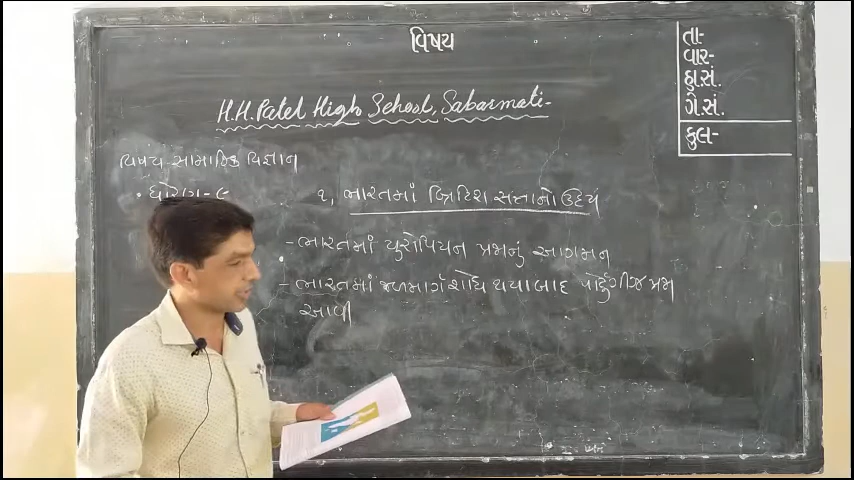 વિષય
તા-
વાર-
હા.સં.
ગે.સં.
કુલ-
H.H. Patel High School, Sabarmati-
વિષય-સામાજિક વિજ્ઞાન
• ધોરણ-૯
૧, ભારતમાં બ્રિટિશ સત્તાનો ઉદય
- ભારતમાં યુરોપિયન પ્રજાનું આગમન
- ભારતમાં જળમાર્ગ શોધ થયાબાદ પોર્ટુગીજ પ્રજા
આવી